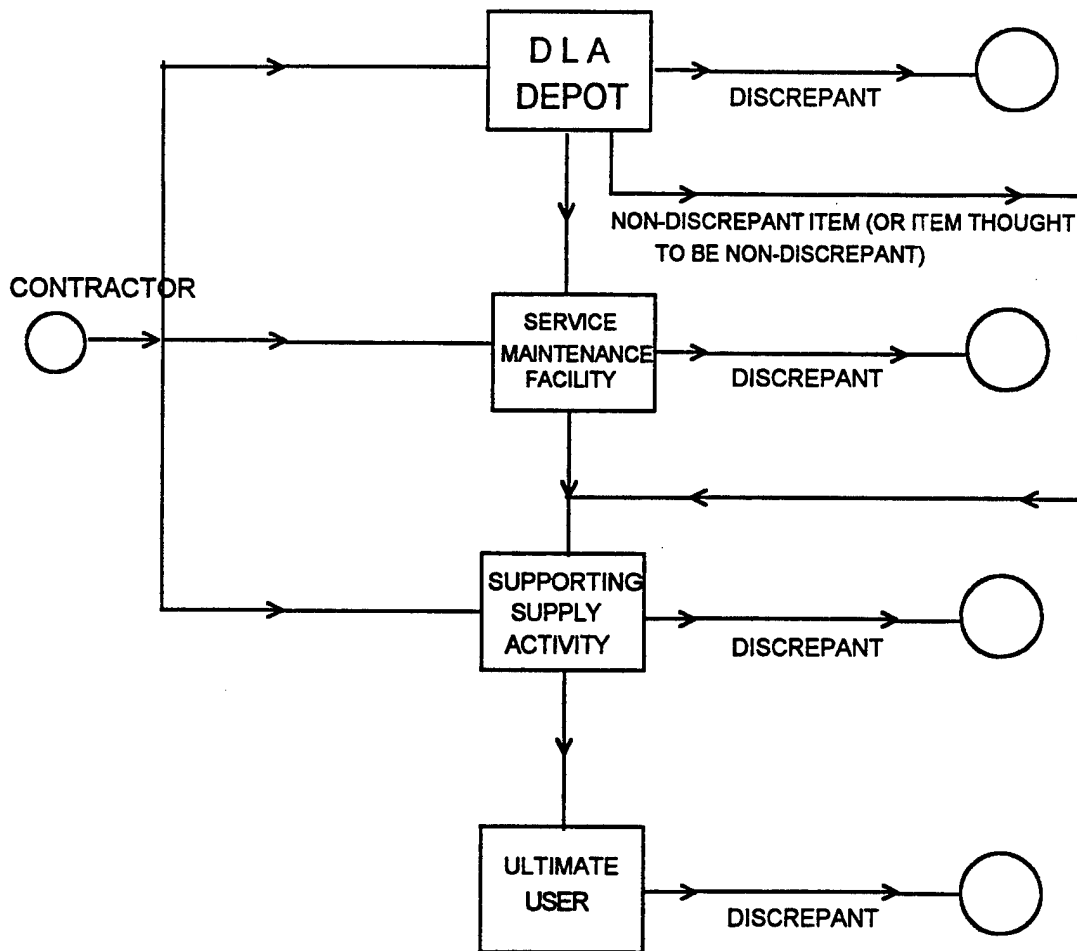 D L A
DEPOT
DISCREPANT
NON-DISCREPANT ITEM (OR ITEM THOUGHT
TO BE NON-DISCREPANT)
CONTRACTOR
SERVICE
MAINTENANCE
FACILITY
DISCREPANT
SUPPORTING
SUPPLY
ACTIVITY
DISCREPANT
ULTIMATE
USER
DISCREPANT